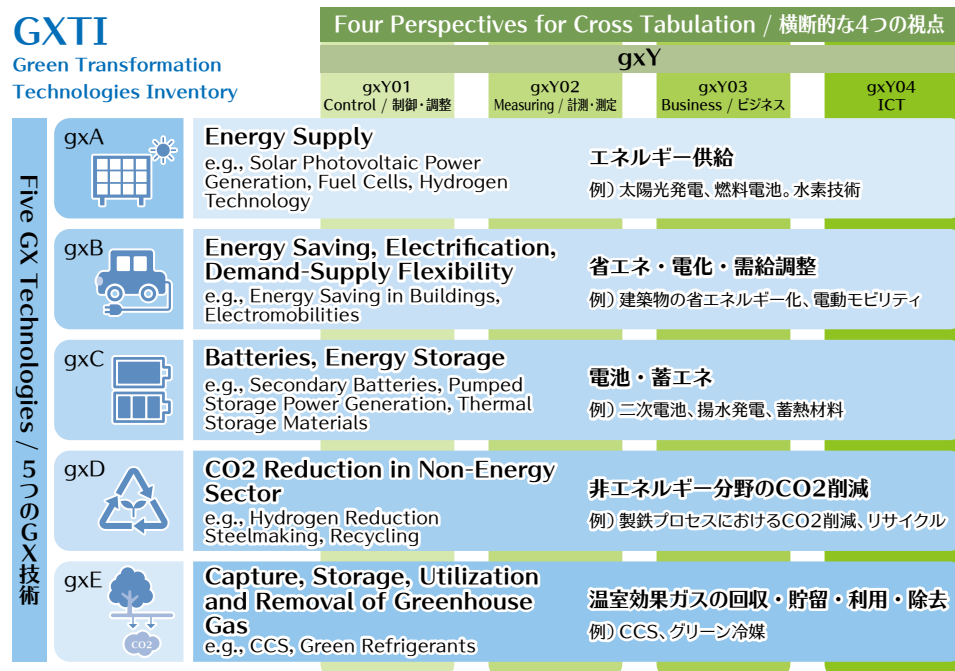 GXTI
Green Transformation
Technologies Inventory
Four Perspectives for Cross Tabulation / 横断的な4つの視点
gxY
gxY01
Control / 制御・調整
gxY02
Measuring / 計測・測定
gxY03
Business / ビジネス
gxY04
ICT
Five GX Technologies / 5つのGX技術
gxA
Energy Supply
e.g., Solar Photovoltaic Power
Generation, Fuel Cells, Hydrogen
Technology
エネルギー供給
例）太陽光発電、燃料電池。水素技術
gxB
Energy Saving, Electrification,
Demand-Supply Flexibility
e.g., Energy Saving in Buildings,
Electromobilities
省エネ・電化・需給調整
例）建築物の省エネルギー化、電動モビリティ
gxC
Batteries, Energy Storage
e.g., Secondary Batteries, Pumped
Storage Power Generation, Thermal
Storage Materials
電池・蓄エネ
例）二次電池、揚水発電、蓄熱材料
gxD
CO2 Reduction in Non-Energy
Sector
e.g., Hydrogen Reduction
Steelmaking, Recycling
非エネルギー分野のCO2削減
例）製鉄プロセスにおけるCO2削減、リサイクル
gxE
CO2
Capture, Storage, Utilization
and Removal of Greenhouse
Gas
e.g., CCS, Green Refrigerants
温室効果ガスの回収・貯留・利用・除去
例）CCS、グリーン冷媒